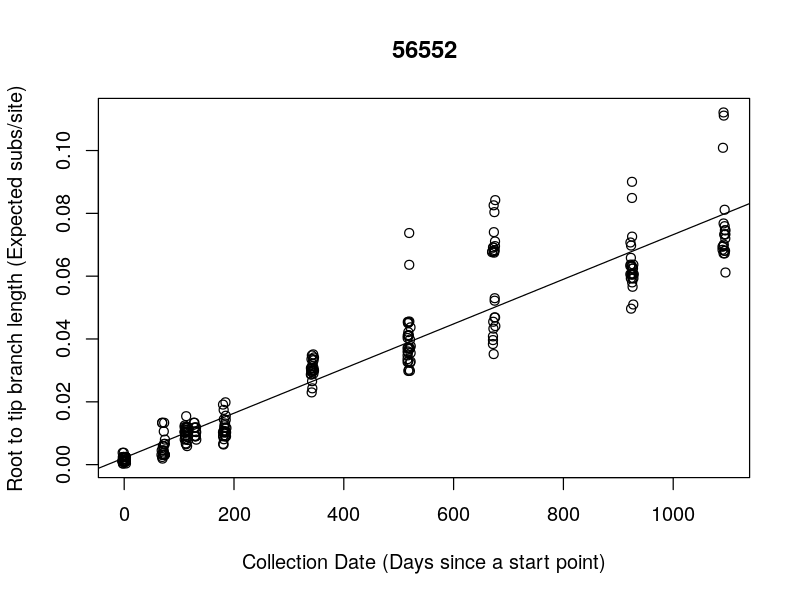 56552
Root to tip branch length (Expected subs/site)
0.10
0.08
0.06
0.04
0.02
0.00
0 200 400 600 800 1000
Collection Date (Days since a start point)